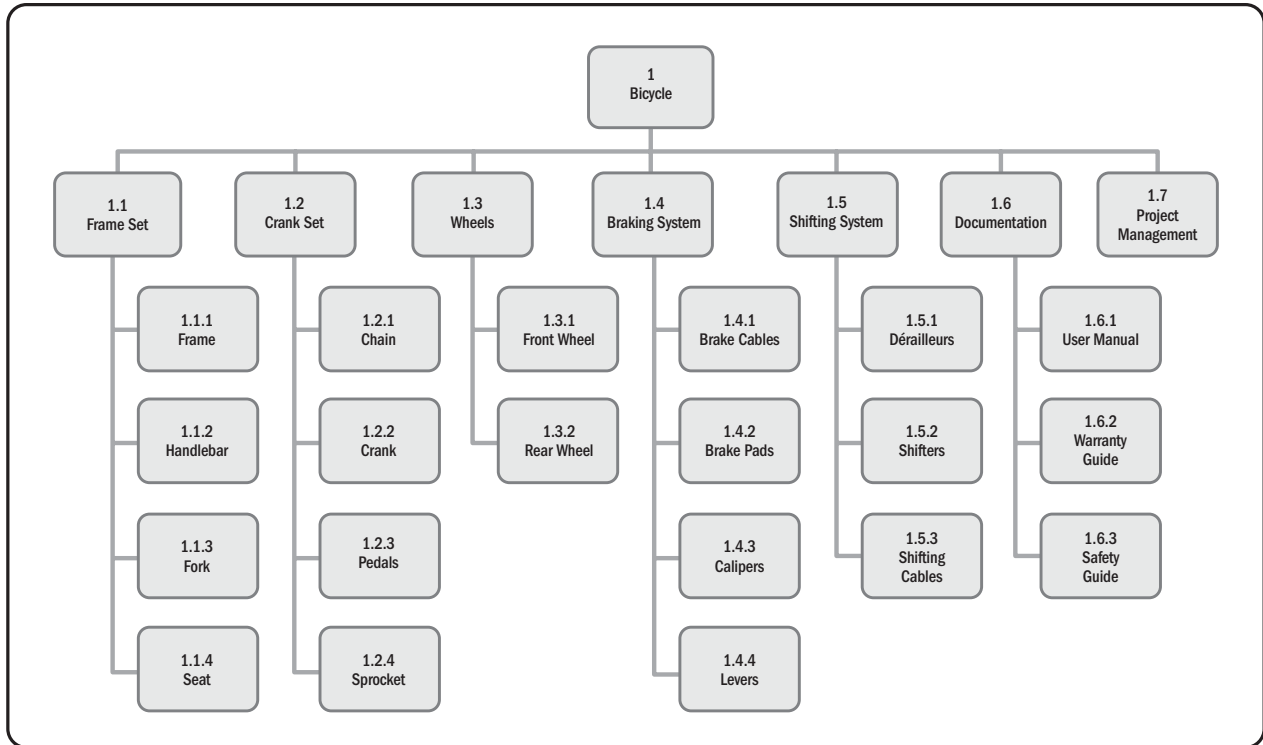 1
Bicycle
1.1
Frame Set
1.2
Crank Set
1.3
Wheels
1.4
Braking System
1.5
Shifting System
1.6
Documentation
1.7
Project
Management
1.1.1
Frame
1.2.1
Chain
1.3.1
Front Wheel
1.4.1
Brake Cables
1.5.1
Dérailleurs
1.6.1
User Manual
1.1.2
Handlebar
1.2.2
Crank
1.3.2
Rear Wheel
1.4.2
Brake Pads
1.5.2
Shifters
1.6.2
Warranty
Guide
1.1.3
Fork
1.2.3
Pedals
1.4.3
Calipers
1.5.3
Shifting
Cables
1.6.3
Safety
Guide
1.1.4
Seat
1.2.4
Sprocket
1.4.4
Levers